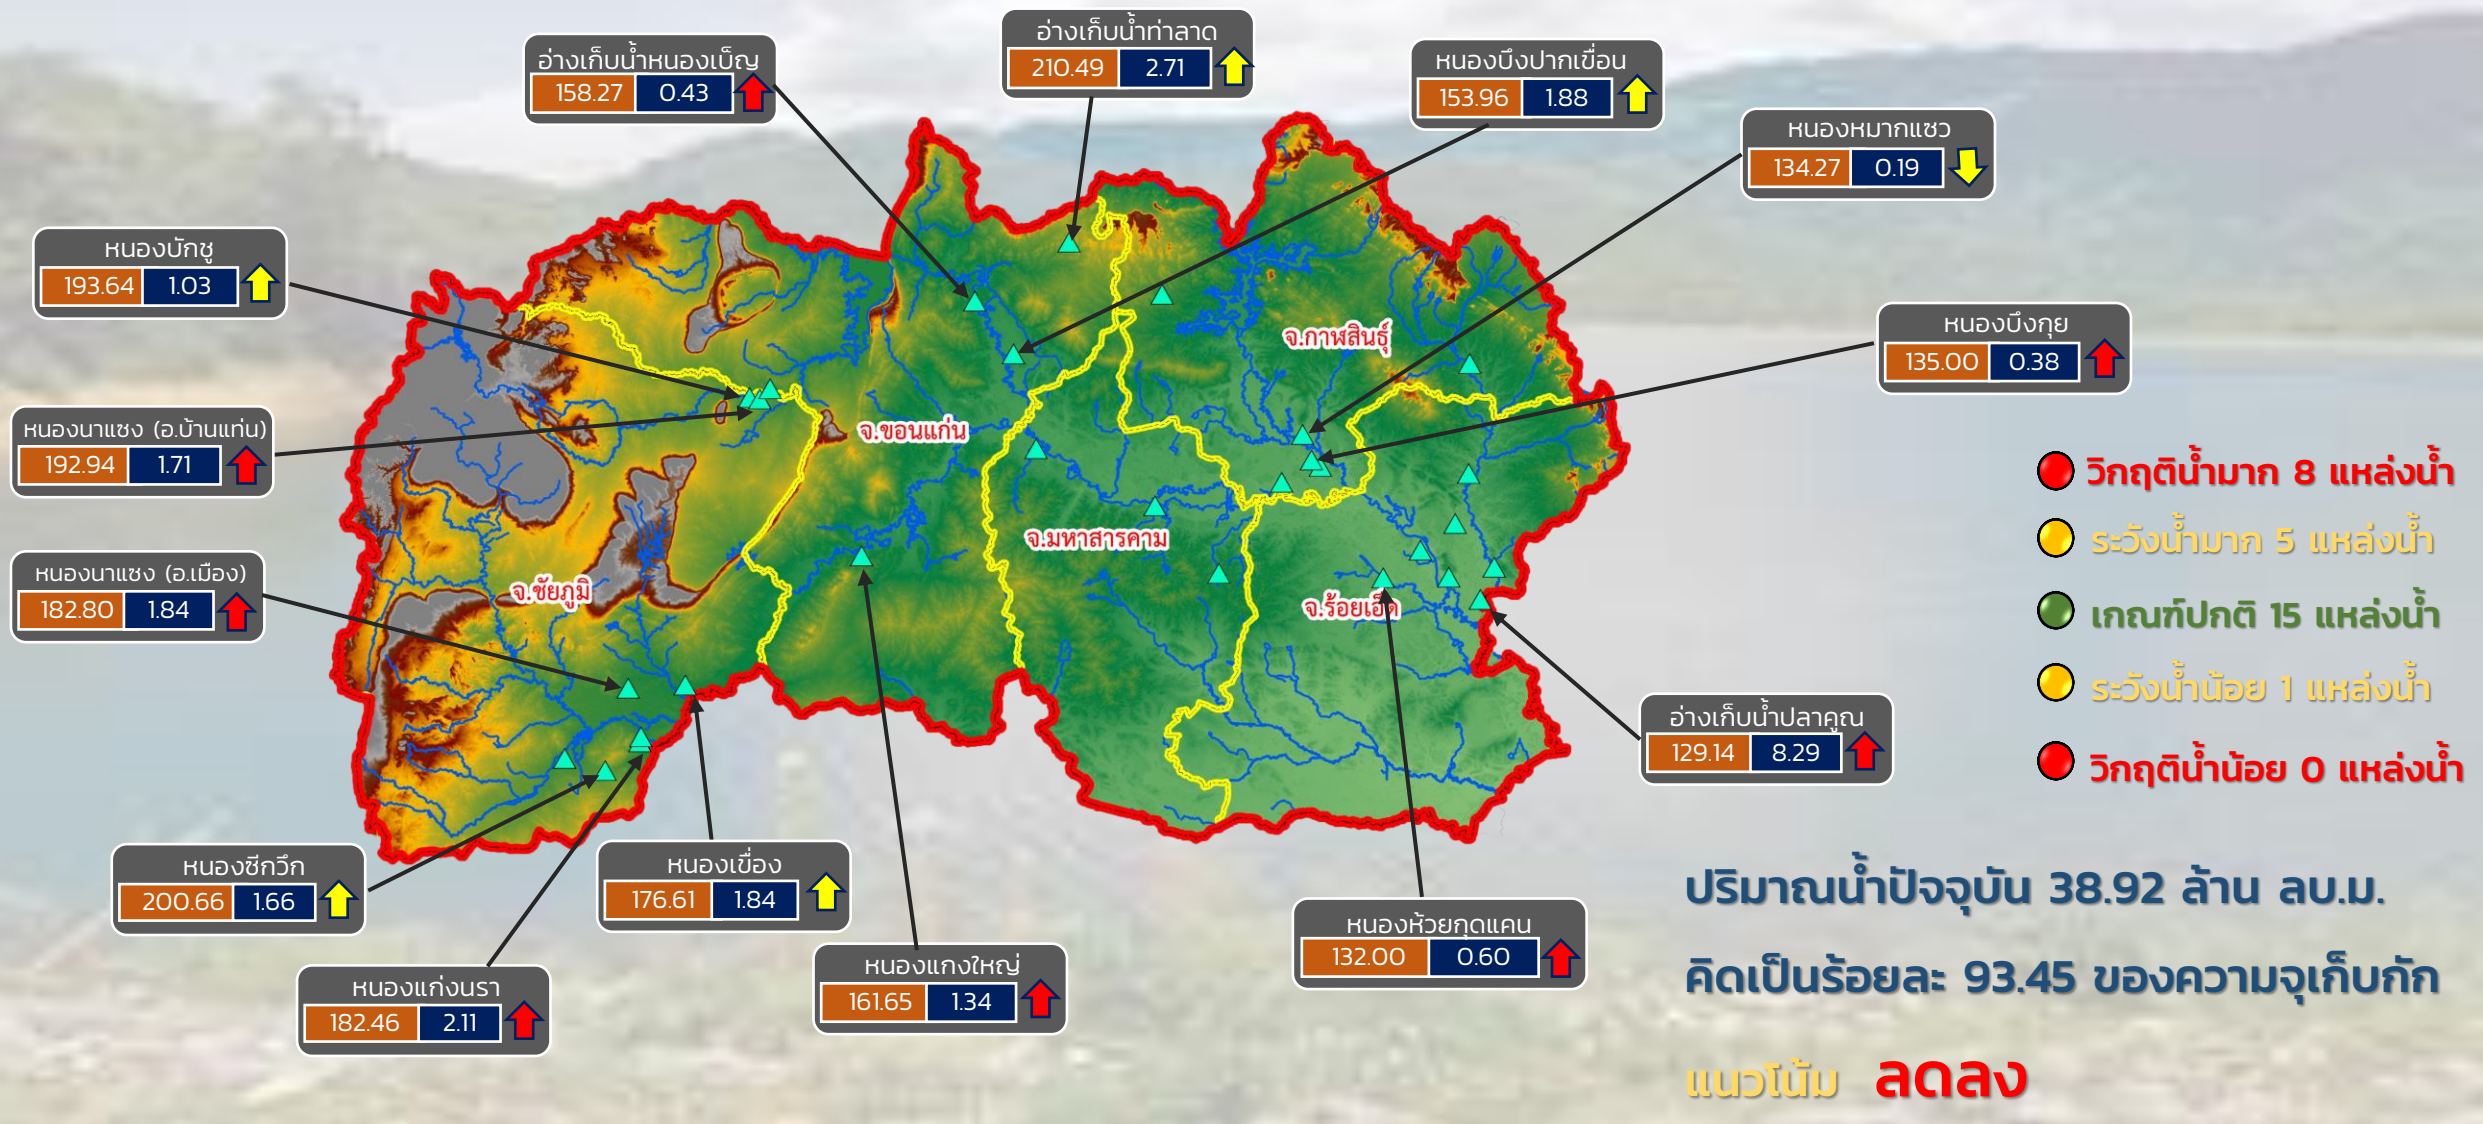 อ่างเก็บน้ำท่าลาด
210.49 2.71
อ่างเก็บน้ำหนองเบ็ญ
158.27 0.43
หนองบึงปากเขื่อน
153.96 1.88
หนองหมากแซว
134.27 0.19
หนองบักชู
193.64 1.03
หนองบึงกุย
135.00 0.38
จ.กาฬสินธุ์
หนองนาแซง (อ.บ้านแท่น)
192.94 1.71
จ.ขอนแก่น
วิกฤติน้ำมาก 8 แหล่งน้ำ
ระวังน้ำมาก 5 แหล่งน้ำ
จ.มหาสารคาม
หนองนาแซง (อ.เมือง)
182.80 1.84
จ.ชัยภูมิ
จ.ร้อยเอ็ด
เกณฑ์ปกติ 15 แหล่งน้ำ
ระวังน้ำน้อย 1 แหล่งน้ำ
อ่างเก็บน้ำปลาคูณ
129.14 8.29
วิกฤติน้ำน้อย 0 แหล่งน้ำ
หนองซีกวึก
200.66 1.66
หนองเขื่อง
176.61 1.84
ปริมาณน้ำปัจจุบัน 38.92 ล้าน ลบ.ม.
หนองห้วยกุดแคน
132.00 0.60
หนองแกงใหญ่
161.65 1.34
หนองแก่งนรา
182.46 2.11
คิดเป็นร้อยละ 93.45 ของความจุเก็บกัก
แนวโน้ม ลดลง